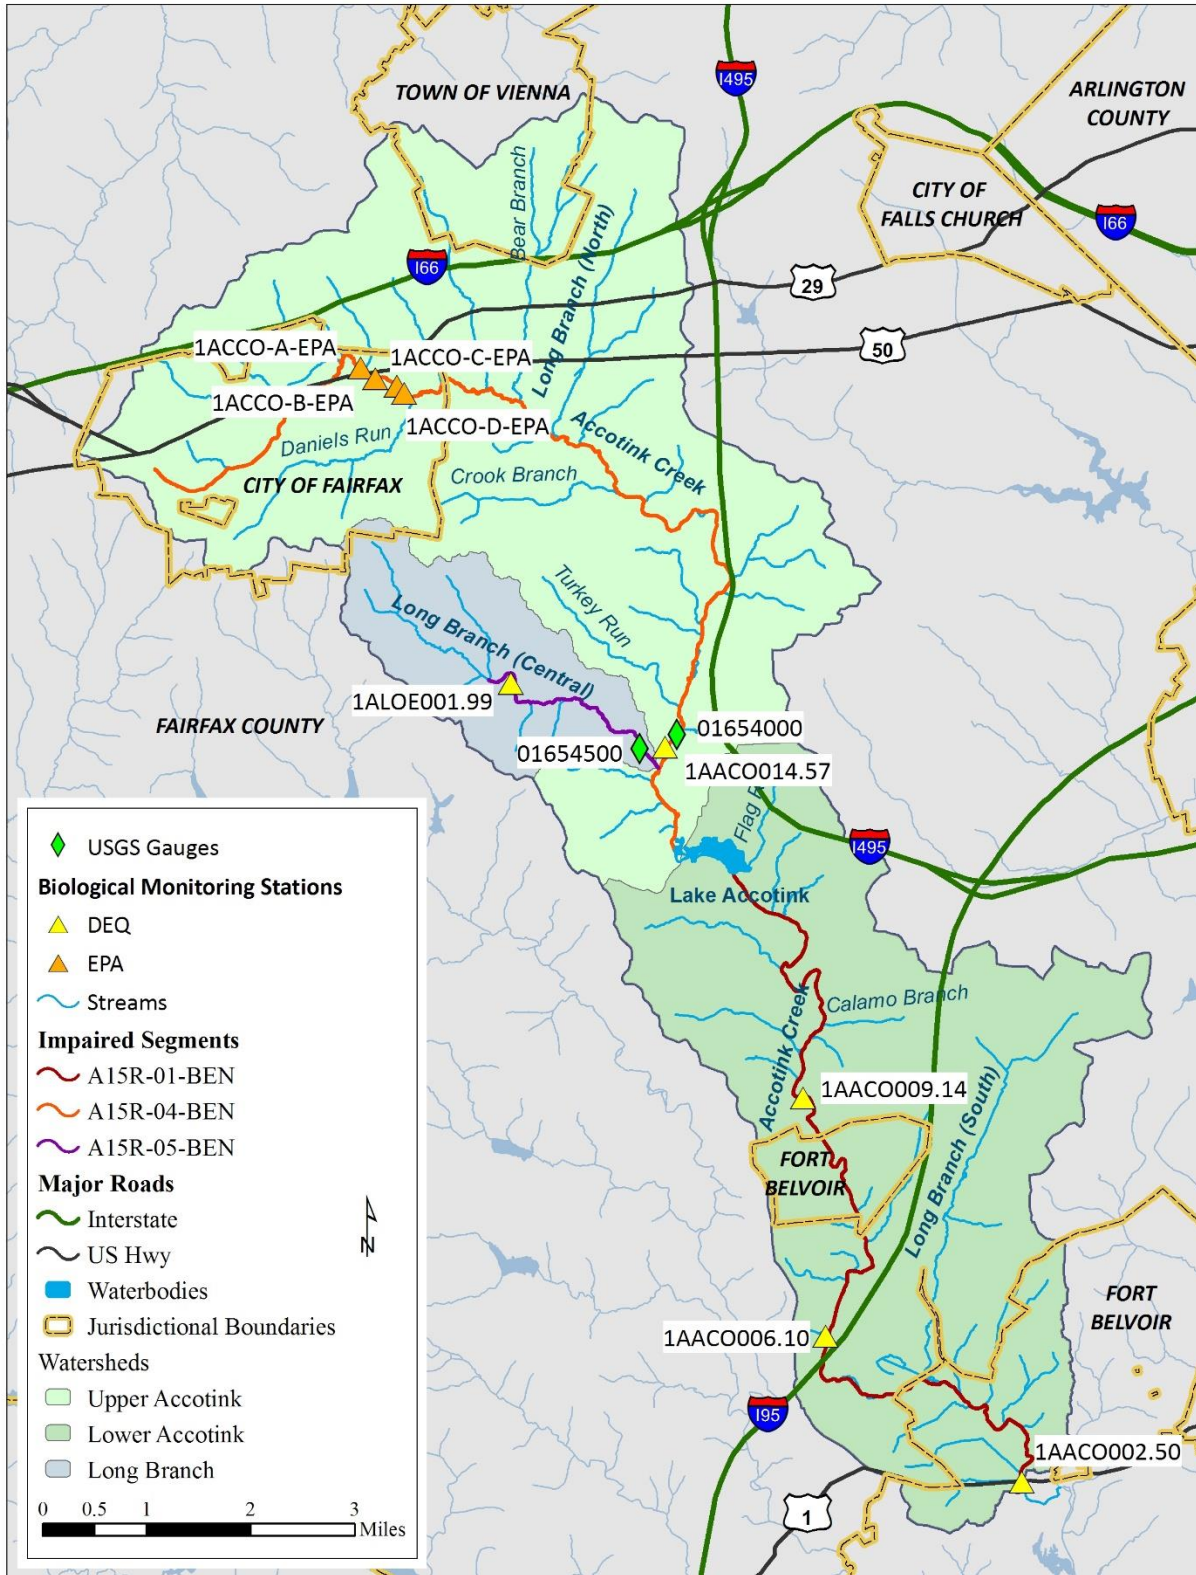 I495
TOWN OF VIENNA
ARLINGTON
COUNTY
Bear Branch
CITY OF
FALLS CHURCH
I66
Long Branch (North)
I66
29
50
1ACCO-A-EPA
1ACCO-C-EPA
1ACCO-B-EPA
1ACCO-D-EPA
Daniels Run
Accotink Creek
Crook Branch
CITY OF FAIRFAX
Turkey Run
Long Branch (Central)
1ALOE001.99
FAIRFAX COUNTY
01654000
01654500
1AACO014.57
Flag
I495
Lake Accotink
Calamo Branch
Accotink Creek
1AACO009.14
Long Branch (South)
FORT
BELVOIR
FORT
BELVOIR
1AACO006.10
I95
1AACO002.50
1
USGS Gauges
Biological Monitoring Stations
DEQ
EPA
Streams
Impaired Segments
A15R-01-BEN
A15R-04-BEN
A15R-05-BEN
Major Roads
Interstate
US Hwy
N
Waterbodies
Jurisdictional Boundaries
Watersheds
Upper Accotink
Lower Accotink
Long Branch
0 0.5 1 2 3
Miles